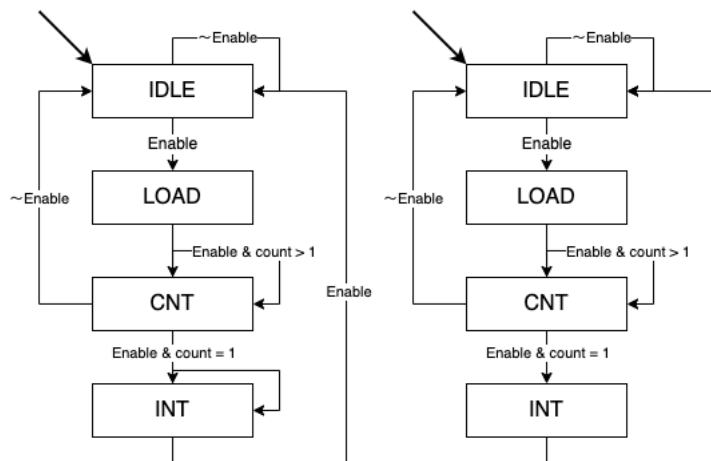 ~Enable
IDLE
Enable
~Enable
LOAD
Enable & count > 1
CNT
Enable
Enable & count = 1
INT
~Enable
IDLE
Enable
~Enable
LOAD
Enable & count > 1
CNT
Enable & count = 1
INT